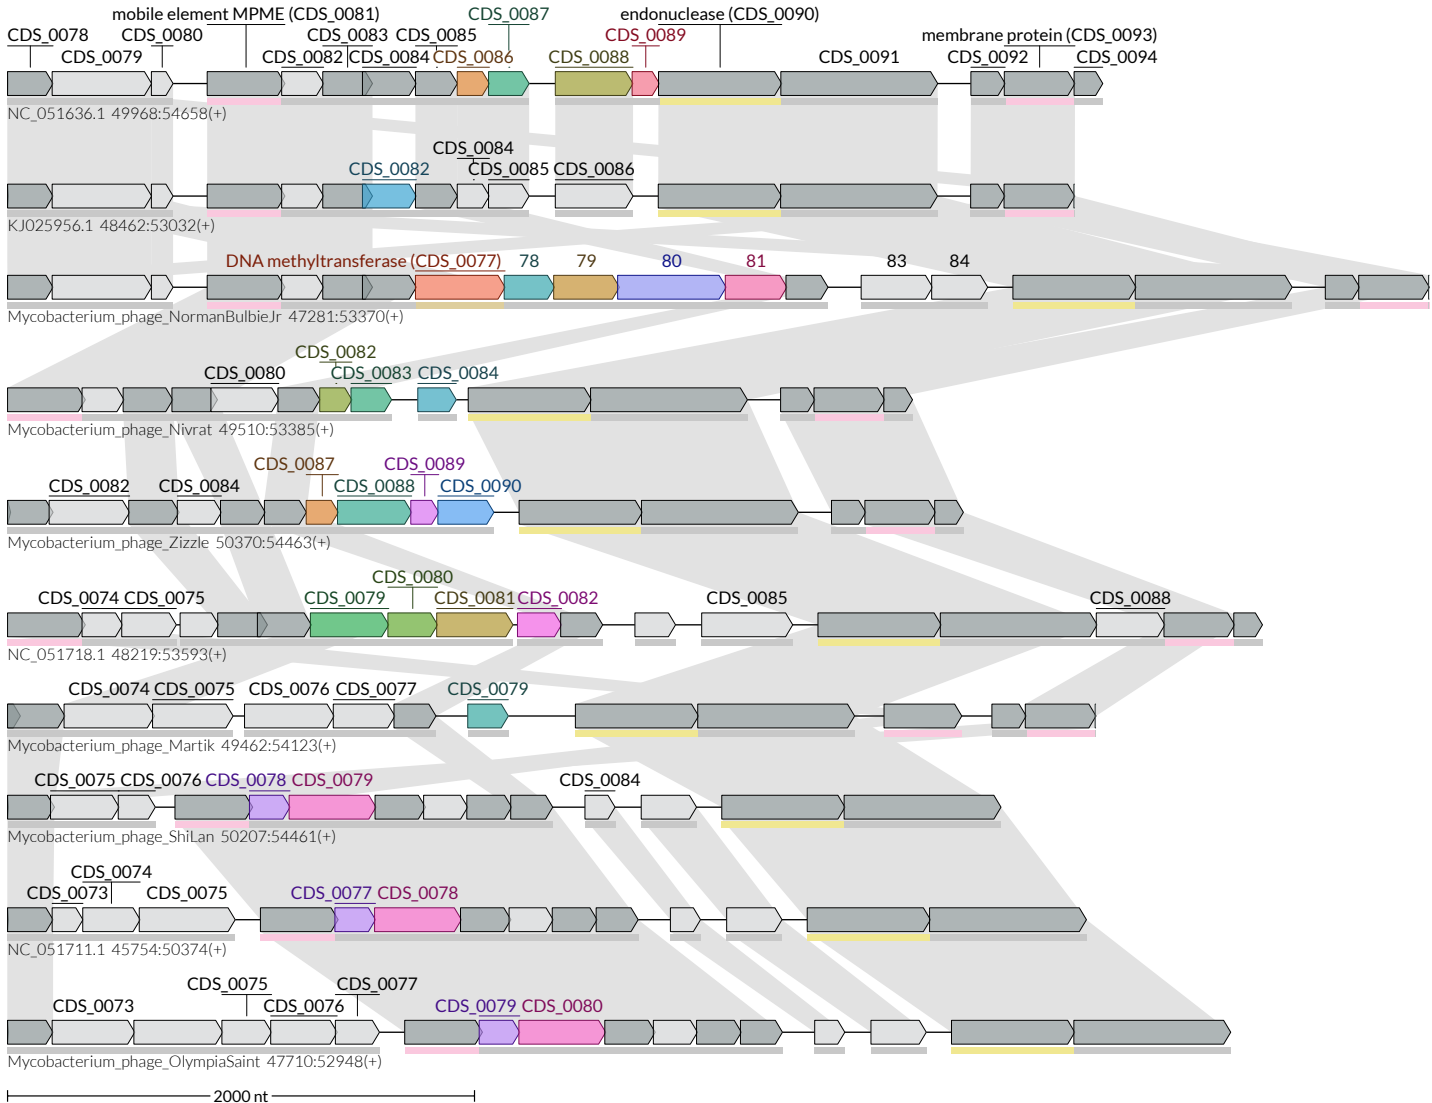 mobile element MPME (CDS_0081) CDS_0087 endonuclease (CDS_0090)
CDS_0078 CDS_0080 CDS_0083 CDS_0085 CDS_0089 membrane protein (CDS_0093)
CDS_0079 CDS_0082 CDS_0084 CDS_0086 CDS_0088 CDS_0091 CDS_0092 CDS_0094
NC_051636.1 49968:54658(+)
CDS_0084
CDS_0082 CDS_0085 CDS_0086
KJ025956.1 48462:53032(+)
DNA methyltransferase (CDS_0077) 78 79 80 81 83 84
Mycobacterium_phage_NormanBulbieJr 47281:53370(+)
CDS_0082
CDS_0080 CDS_0083 CDS_0084
Mycobacterium_phage_Nivrat 49510:53385(+)
CDS_0087 CDS_0089
CDS_0082 CDS_0084 CDS_0088 CDS_0090
Mycobacterium_phage_Zizzle 50370:54463(+)
CDS_0080
CDS_0074 CDS_0075 CDS_0079 CDS_0081 CDS_0082 CDS_0085 CDS_0088
NC_051718.1 48219:53593(+)
CDS_0074 CDS_0075 CDS_0076 CDS_0077 CDS_0079
Mycobacterium_phage_Martik 49462:54123(+)
CDS_0075 CDS_0076 CDS_0078 CDS_0079 CDS_0084
Mycobacterium_phage_ShiLan 50207:54461(+)
CDS_0074
CDS_0073 CDS_0075 CDS_0077 CDS_0078
NC_051711.1 45754:50374(+)
CDS_0075 CDS_0077
CDS_0073 CDS_0076 CDS_0079 CDS_0080
Mycobacterium_phage_OlympiaSaint 47710:52948(+)
2000 nt